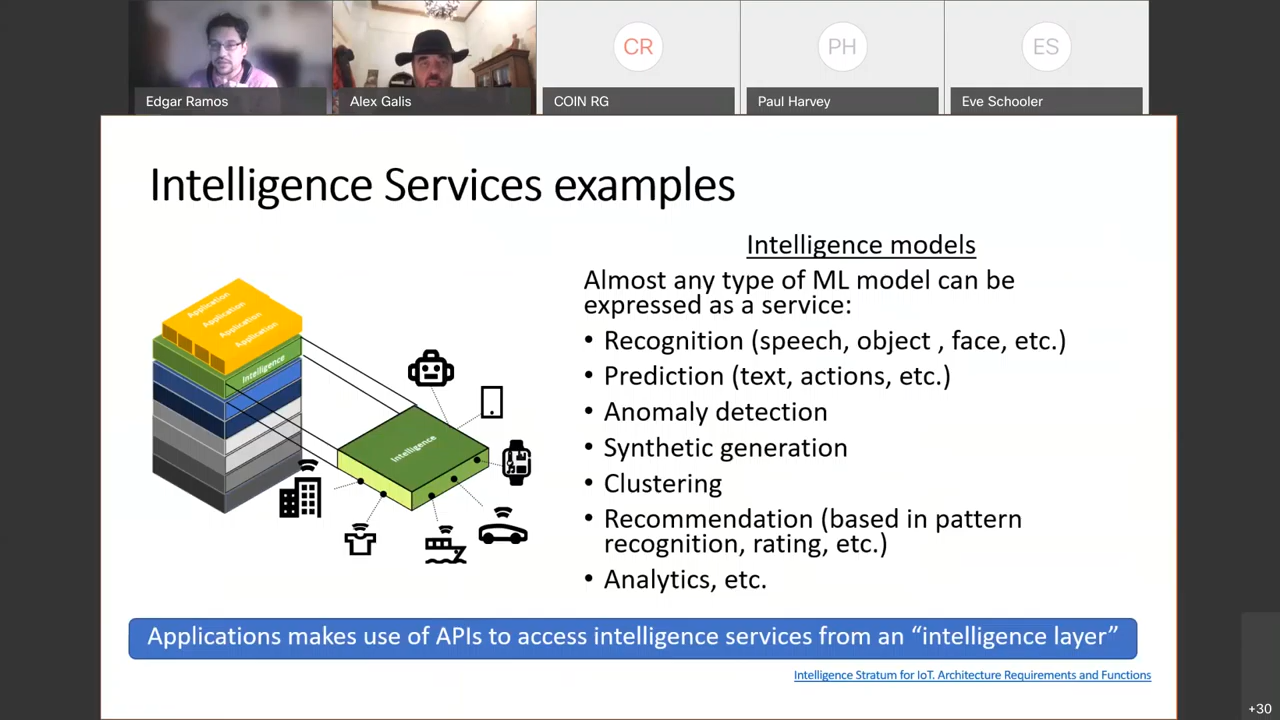 Edgar Ramos
Alex Galis
CR
COIN RG
PH
Paul Harvey
ES
Eve Schooler
Intelligence Services examples
Intelligence models
Almost any type of ML model can be
expressed as a service:
• Recognition (speech, object , face, etc.)
• Prediction (text, actions, etc.)
• Anomaly detection
• Synthetic generation
• Clustering
• Recommendation (based in pattern
recognition, rating, etc.)
• Analytics, etc.
Application
Application
Application
Application
Intelligence
Intelligence
Applications makes use of APIs to access intelligence services from an “intelligence layer”
Intelligence Stratum for IoT. Architecture Requirements and Functions
+30